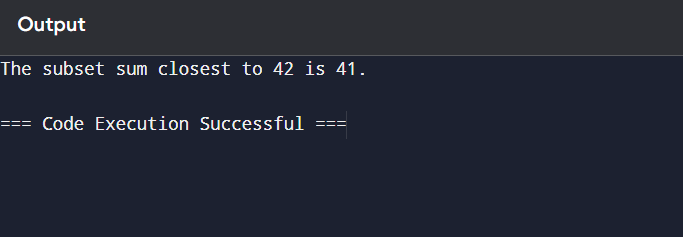 Output
The subset sum closest to 42 is 41.
=== Code Execution Successful ===